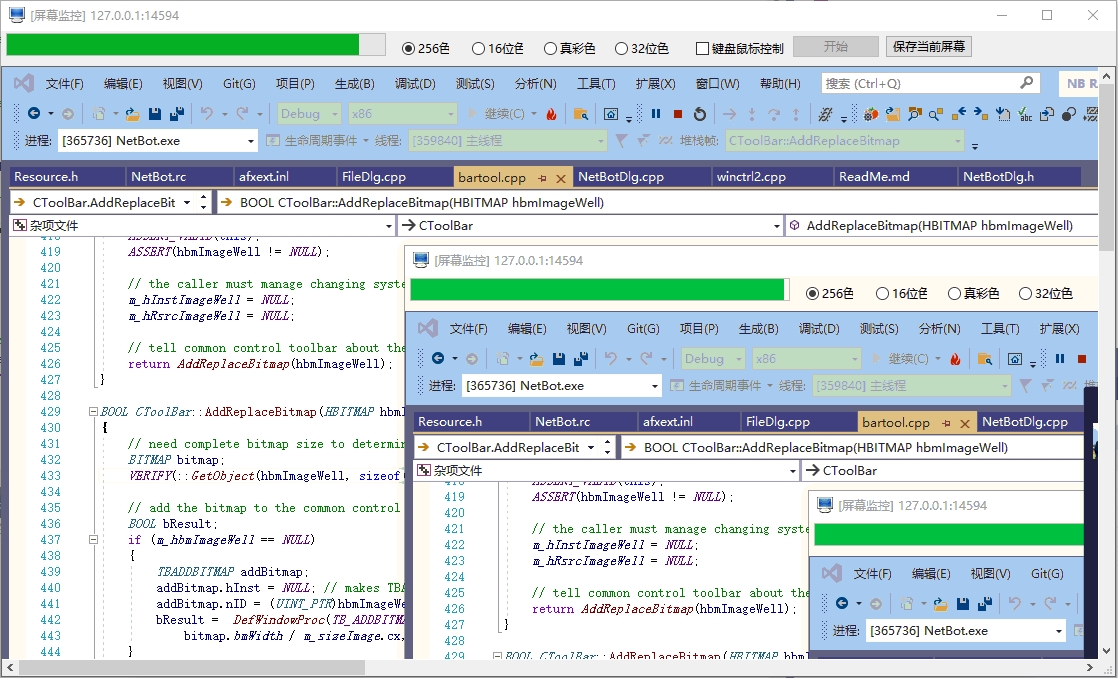 [屏幕监控] 127.0.0.1:14594
256色 16位色 真彩色 32位色 键盘鼠标控制 开始 保存当前屏幕
文件(F) 编辑(E) 视图(V) Git(G) 项目(P) 生成(B) 调试(D) 测试(S) 分析(N) 工具(T) 扩展(X) 窗口(W) 帮助(H) 搜索 (Ctrl+Q) NB R
Debug x86 继续(C)
进程: [365736] NetBot.exe 生命周期事件 线程: [359840] 主线程 堆栈帧: CToolBar::AddReplaceBitmap
Resource.h NetBot.rc afxext.inl FileDlg.cpp bartool.cpp NetBotDlg.cpp winctrl2.cpp ReadMe.md NetBotDlg.h
CToolBar.AddReplaceBit BOOL CToolBar::AddReplaceBitmap(HBITMAP hbmImageWell)
杂项文件 CToolBar AddReplaceBitmap(HBITMAP hbmImageWell)
419 ASSERT(hbmImageWell != NULL);
420
421 // the caller must manage changing syste
422 m_hInstImageWell = NULL;
423 m_hRsrcImageWell = NULL;
424
425 // tell common control toolbar about the
426 return AddReplaceBitmap(hbmImageWell);
427 }
428
429 BOOL CToolBar::AddReplaceBitmap(HBITMAP hbmI
430 {
431 // need complete bitmap size to determin
432 BITMAP bitmap;
433 VERIFY(::GetObject(hbmImageWell, sizeof
434
435 // add the bitmap to the common control
436 BOOL bResult;
437 if (m_hbmImageWell == NULL)
438 {
439 TBADDBITMAP addBitmap;
440 addBitmap.hInst = NULL; // makes TBA
441 addBitmap.nID = (UINT_PTR)hbmImageWe
442 bResult = DefWindowProc(TB_ADDBITMA
443 bitmap.bmWidth / m_sizeImage.cx,
444 }
[屏幕监控] 127.0.0.1:14594
256色 16位色 真彩色 32位色
文件(F) 编辑(E) 视图(V) Git(G) 项目(P) 生成(B) 调试(D) 测试(S) 分析(N) 工具(T) 扩展(X)
Debug x86 继续(C)
进程: [365736] NetBot.exe 生命周期事件 线程: [359840] 主线程
Resource.h NetBot.rc afxext.inl FileDlg.cpp bartool.cpp NetBotDlg.cpp
CToolBar.AddReplaceBit BOOL CToolBar::AddReplaceBitmap(HBITMAP hbmImageWell)
杂项文件 CToolBar
419 ASSERT(hbmImageWell != NULL);
420
421 // the caller must manage changing syste
422 m_hInstImageWell = NULL;
423 m_hRsrcImageWell = NULL;
424
425 // tell common control toolbar about the
426 return AddReplaceBitmap(hbmImageWell);
427 }
428
429 BOOL CToolBar::AddReplaceBitmap(HBITMAP hbmI
[屏幕监控] 127.0.0.1:14594
文件(F) 编辑(E) 视图(V) Git(G)
进程: [365736] NetBot.exe